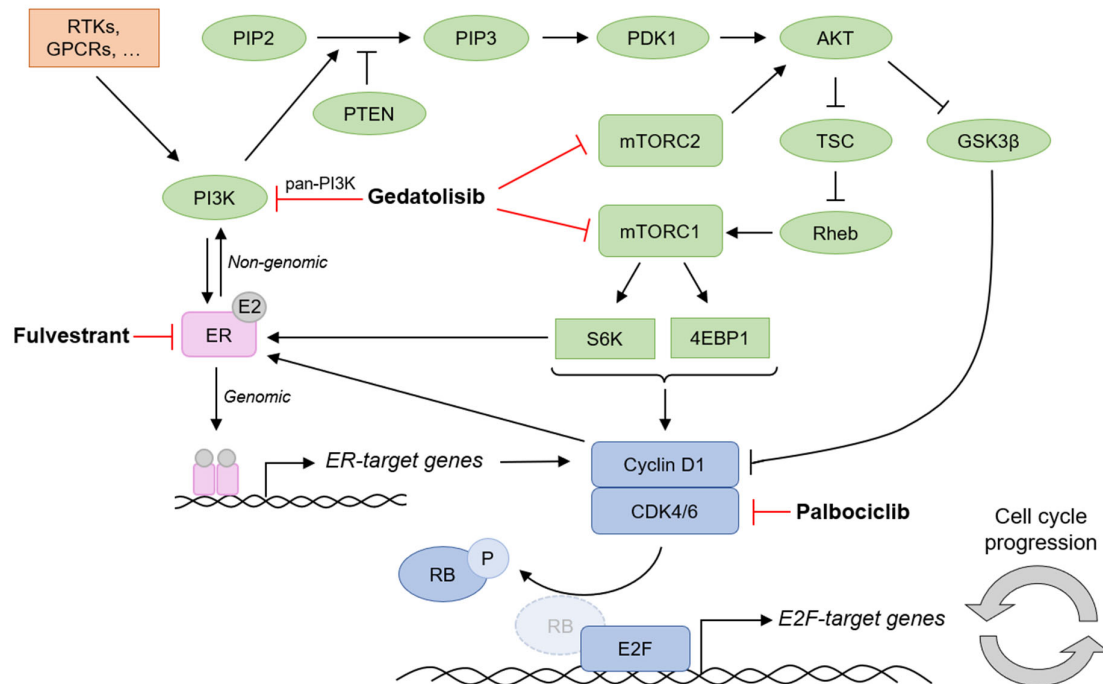 RTKs,
GPCRs, …
PIP2
PIP3
PDK1
AKT
PTEN
mTORC2
TSC
GSK3β
pan-PI3K
PI3K
Gedatolisib
mTORC1
Rheb
Non-genomic
E2
Fulvestrant
ER
S6K
4EBP1
Genomic
ER-target genes
Cyclin D1
CDK4/6
Palbociclib
Cell cycle
progression
P
RB
RB
E2F
E2F-target genes